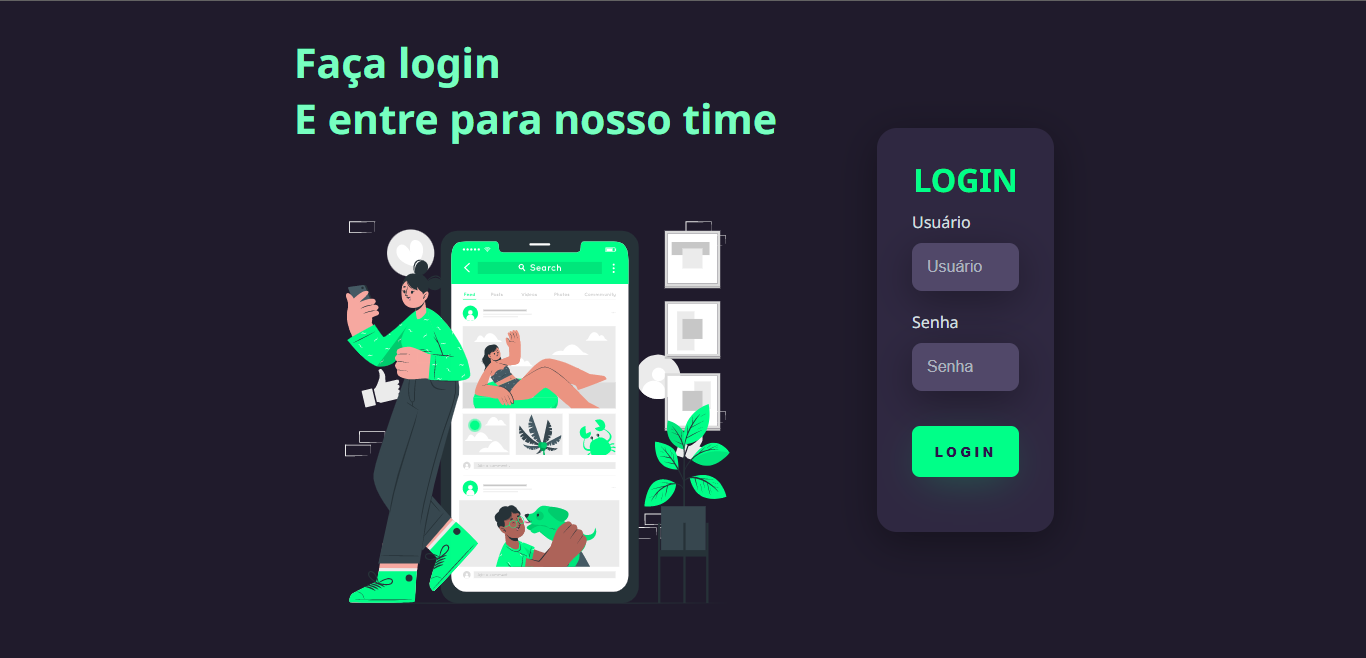 Faça login
E entre para nosso time
LOGIN
Usuário
Usuário
Senha
Senha
LOGIN
Search
Feed Posts Videos Photos Community